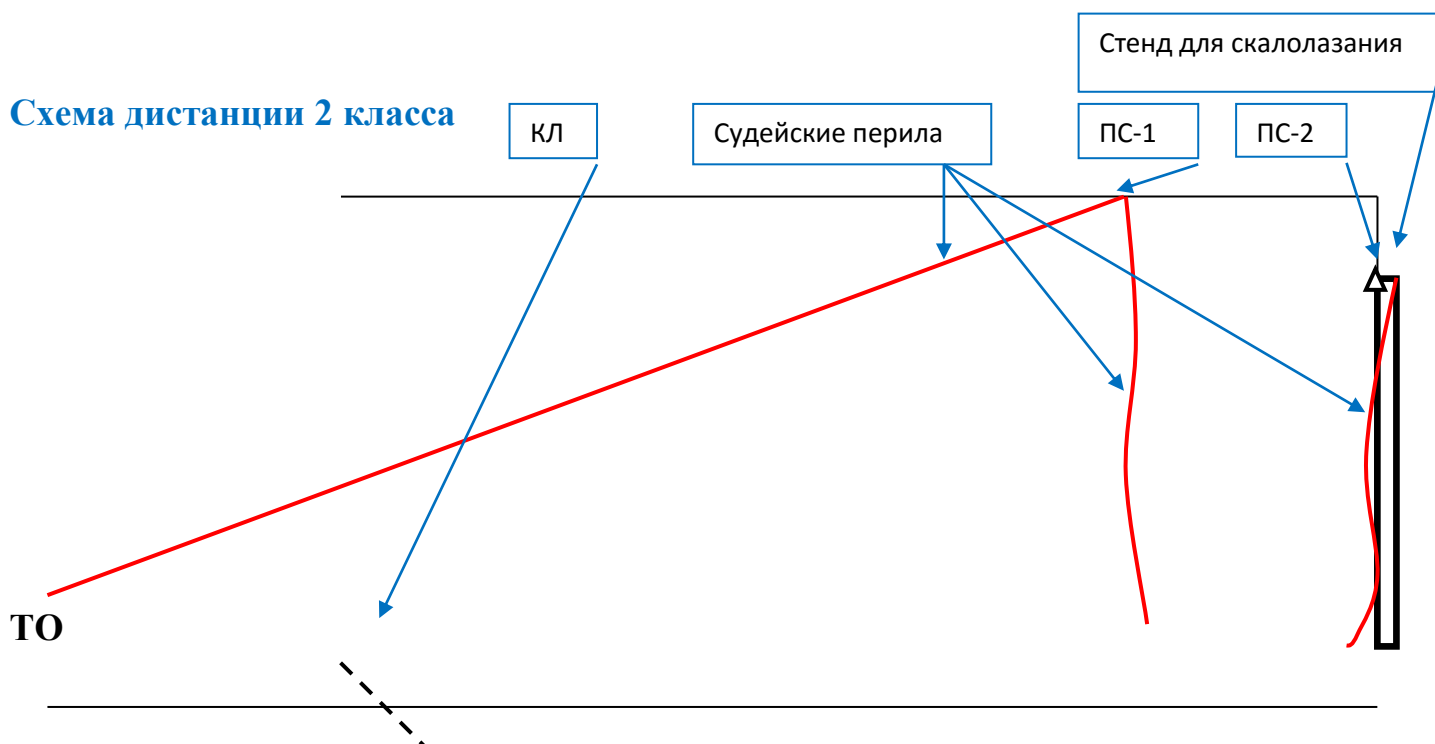 Стенд для скалолазания
Схема дистанции 2 класса
КЛ
Судейские перила
ПС-1
ПС-2
ТО